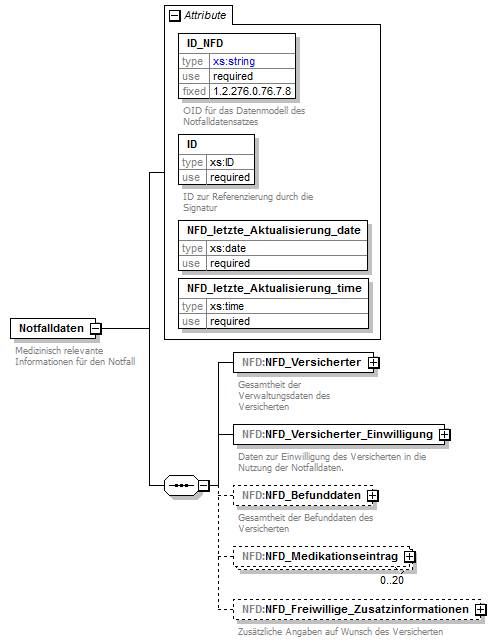 Attribute
ID_NFD
type xs:string
use required
fixed 1.2.276.0.76.7.8
OID für das Datenmodell des
Notfalldatensatzes
ID
type xs:ID
use required
ID zur Referenzierung durch die
Signatur
NFD_letzte_Aktualisierung_date
type xs:date
use required
NFD_letzte_Aktualisierung_time
type xs:time
use required
Notfalldaten
Medizinisch relevante
Informationen für den Notfall
NFD:NFD_Versicherter
Gesamtheit der
Verwaltungsdaten des
Versicherten
NFD:NFD_Versicherter_Einwilligung
Daten zur Einwilligung des Versicherten in die
Nutzung der Notfalldaten.
NFD:NFD_Befunddaten
Gesamtheit der Befunddaten des
Versicherten
NFD:NFD_Medikationseintrag
0..20
NFD:NFD_Freiwillige_Zusatzinformationen
Zusätzliche Angaben auf Wunsch des Versicherten